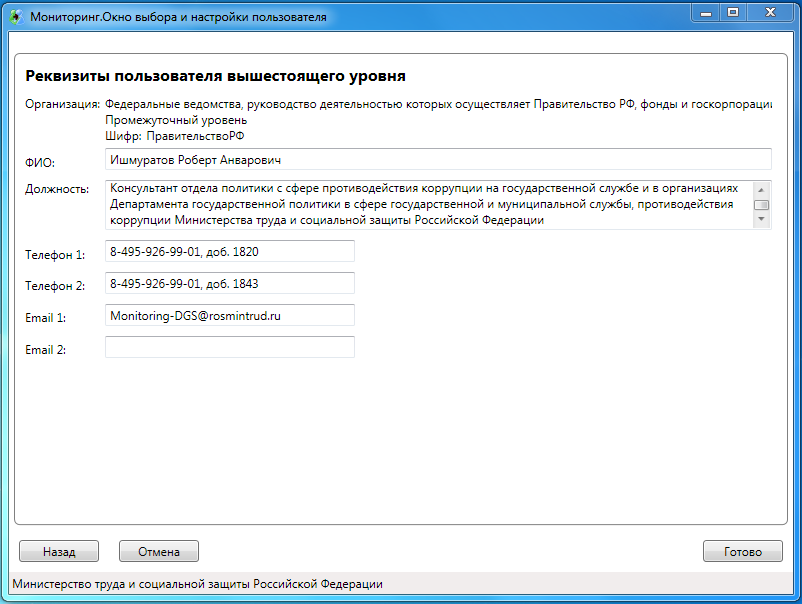 Мониторинг.Окно выбора и настройки пользователя
Реквизиты пользователя вышестоящего уровня
Организация: Федеральные ведомства, руководство деятельностью которых осуществляет Правительство РФ, фонды и госкорпораци
Промежуточный уровень
Шифр: ПравительствоРФ
ФИО: Ишмуратов Роберт Анварович
Должность: Консультант отдела политики с сфере противодействия коррупции на государственной службе и в организациях
Департамента государственной политики в сфере государственной и муниципальной службы, противодействия
коррупции Министерства труда и социальной защиты Российской Федерации
Телефон 1: 8-495-926-99-01, доб. 1820
Телефон 2: 8-495-926-99-01, доб. 1843
Email 1: Monitoring-DGS@rosmintrud.ru
Email 2:
Назад Отмена Готово
Министерство труда и социальной защиты Российской Федерации